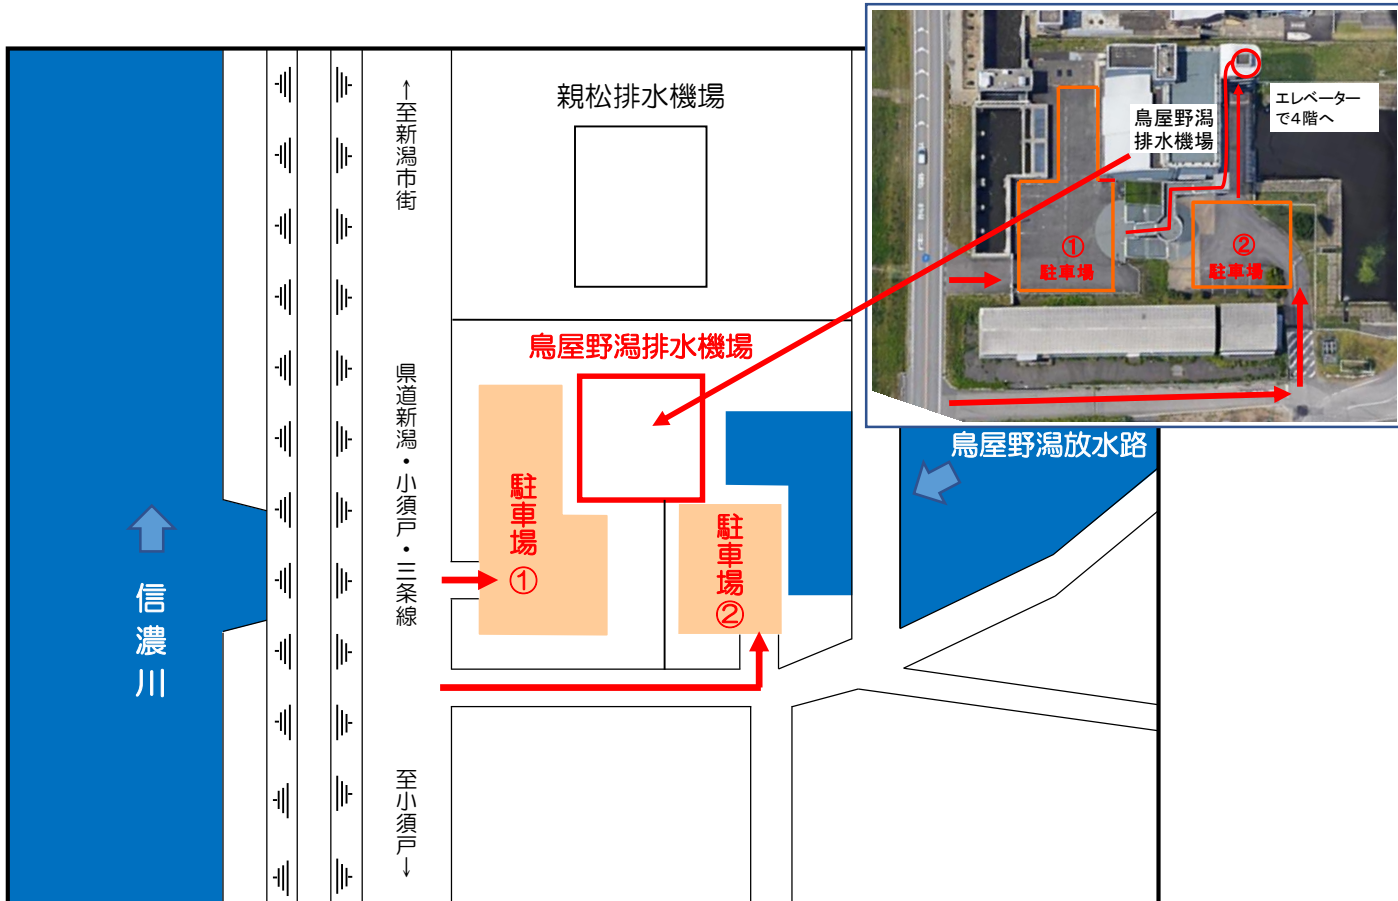 親松排水機場
↑至新潟市街
鳥屋野潟
排水機場
エレベーター
で4階へ
①
駐車場
②
駐車場
鳥屋野潟排水機場
県道新潟・小須戸・三条線
鳥屋野潟放水路
駐車場①
駐車場②
信濃川
至小須戸↓